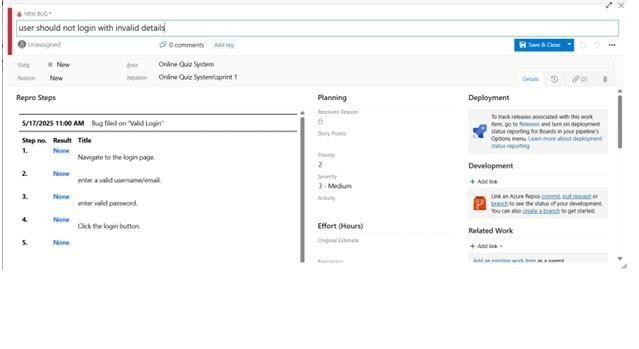 NEW BUG *
user should not login with invalid details
Unassigned
0 comments
Add tag
Save & Close
State
New
Area
Online Quiz System
Reason
New
Iteration
Online Quiz System\sprint 1
Details
(2)
Repro Steps
5/17/2025 11:00 AM Bug filed on "Valid Login"
Step no. Result Title
1. None
Navigate to the login page.
2. None
enter a valid username/email.
3. None
enter valid password.
4. None
Click the login button.
5. None
Planning
Resolved Reason
Story Points
Priority
2
Severity
3 - Medium
Activity
Effort (Hours)
Original Estimate
Deployment
To track releases associated with this work
item, go to Releases and turn on deployment
status reporting for Boards in your pipeline's
Options menu. Learn more about deployment
status reporting
Development
+ Add link
Link an Azure Repos commit, pull request or
branch to see the status of your development.
You can also create a branch to get started.
Related Work
+ Add link
Add an existing work item as a parent